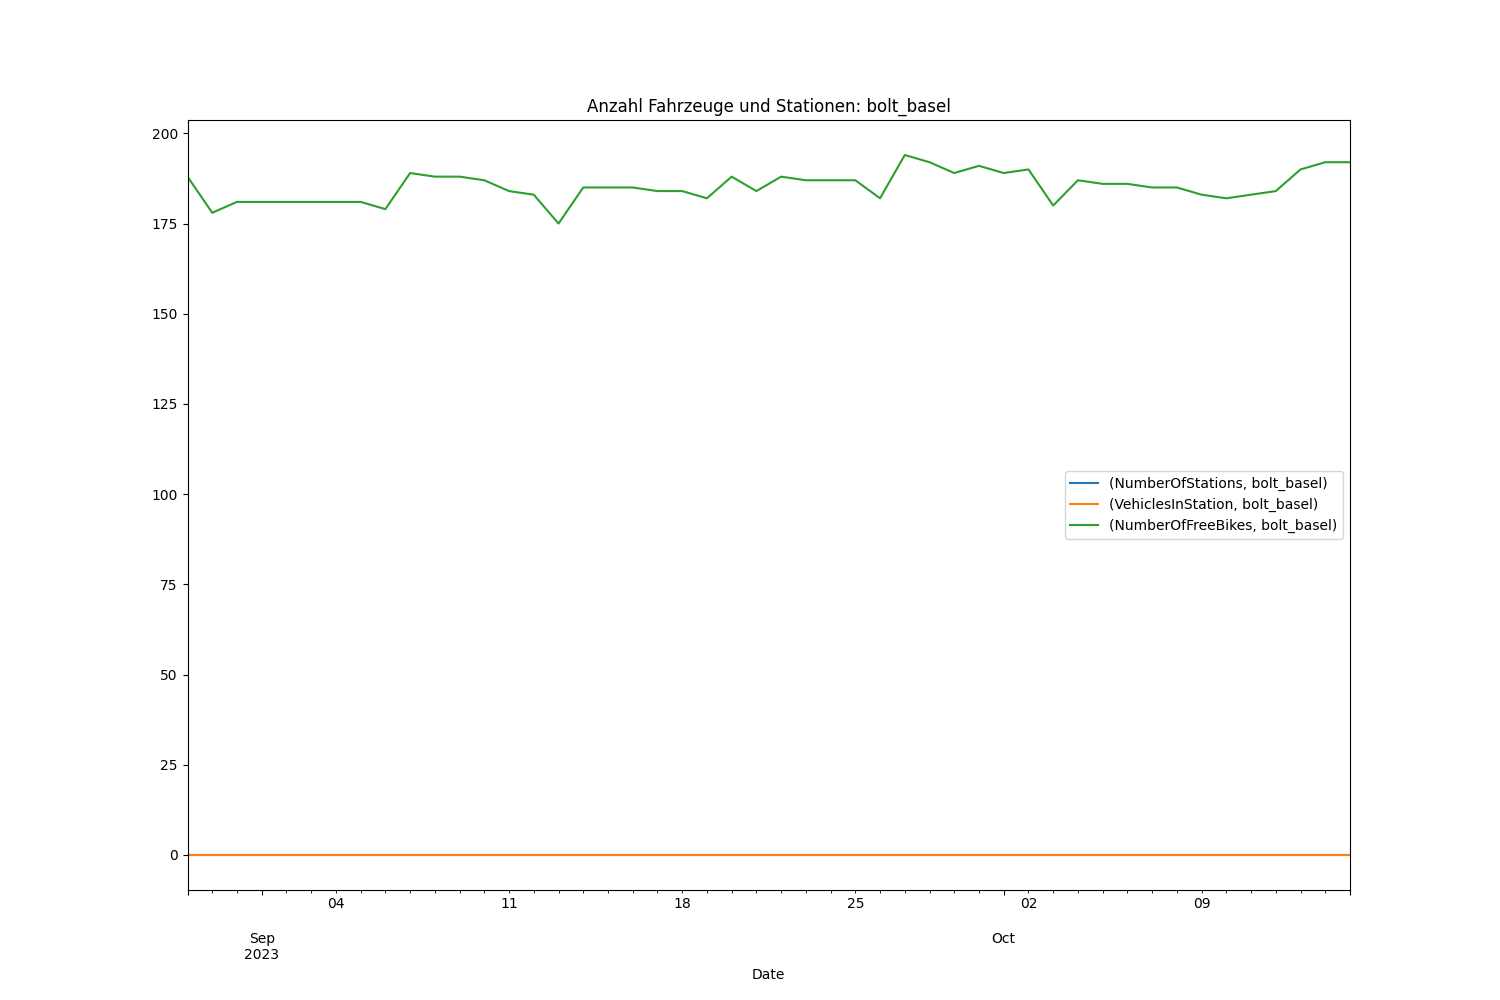 Anzahl Fahrzeuge und Stationen: bolt_basel
200
175
150
125
100
75
50
25
0
(NumberOfStations, bolt_basel)
(VehiclesInStation, bolt_basel)
(NumberOfFreeBikes, bolt_basel)
04 11 18 25 02 09
Sep Oct
2023
Date